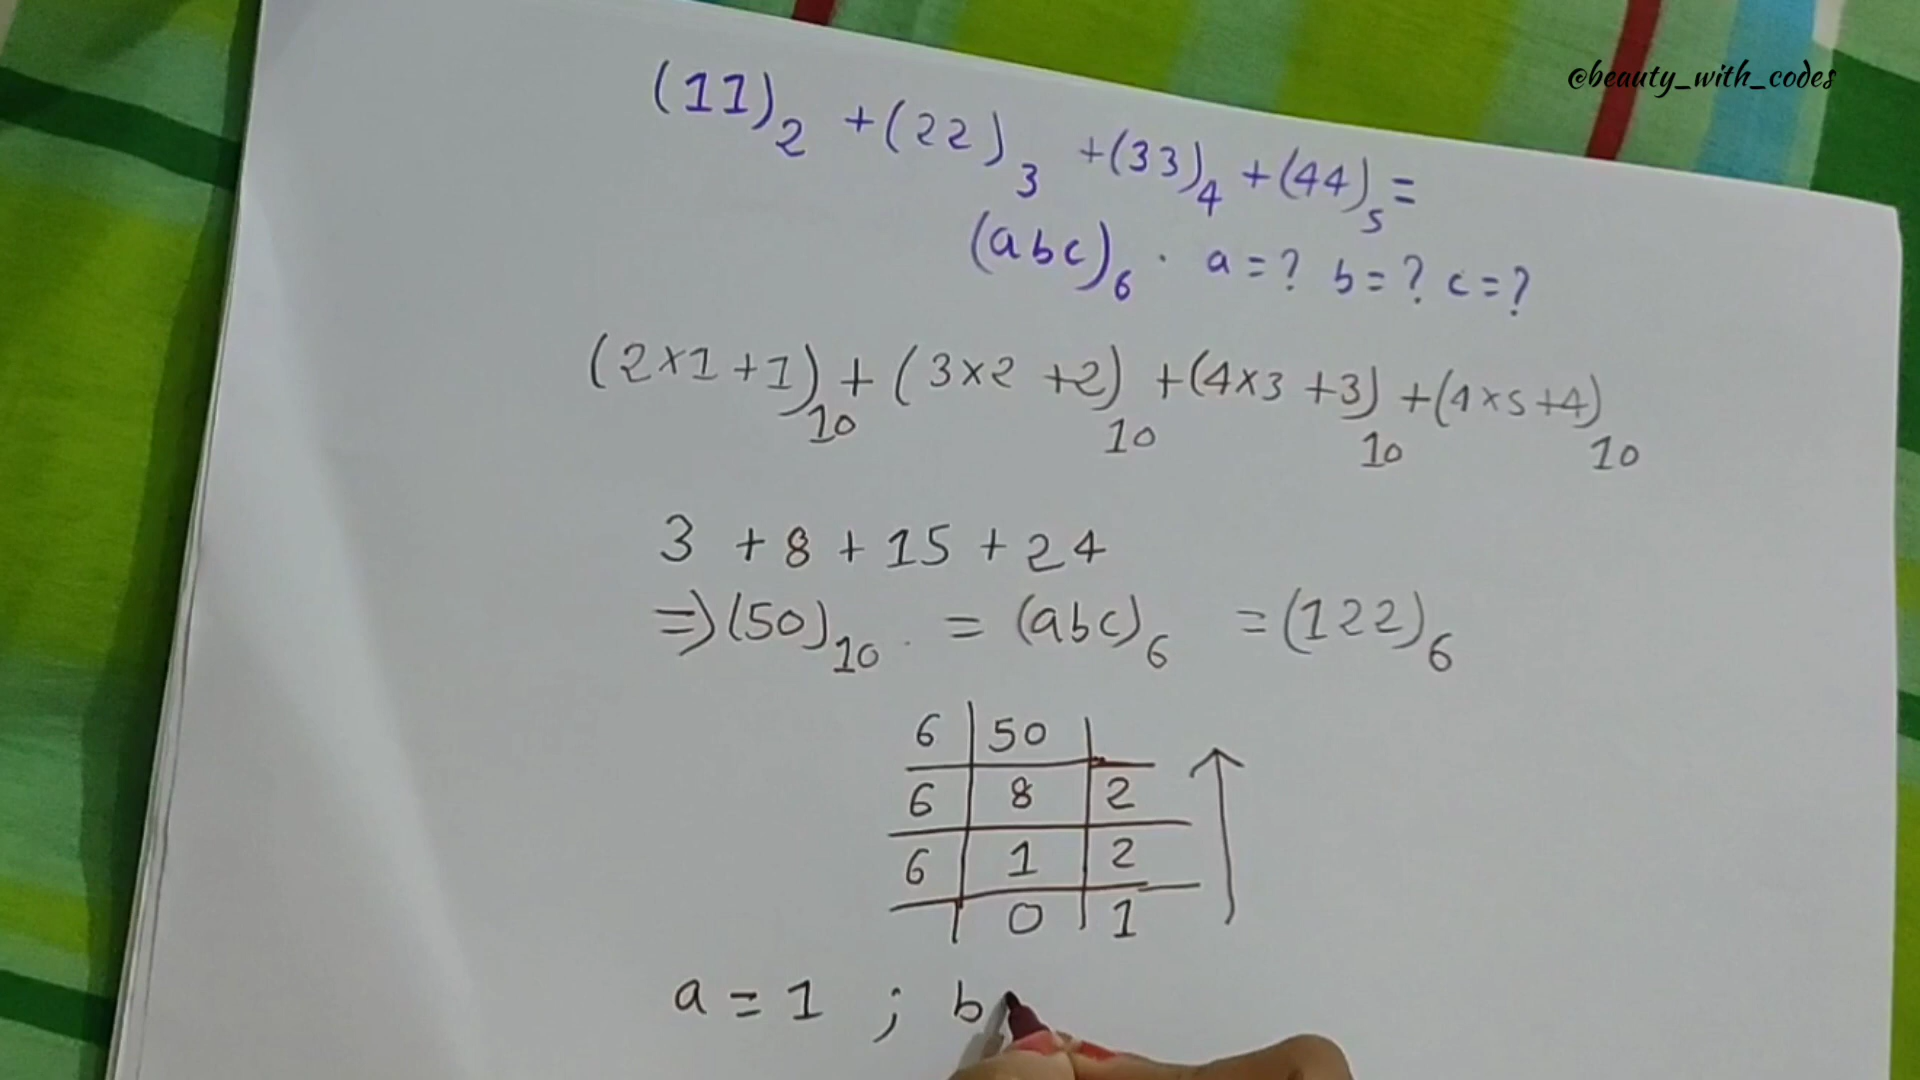 @beauty_with_codes
(11)₂ + (22)₃ + (33)₄ + (44)₅ =
(abc)₆ . a = ? b = ? c = ?
(2×1+1)₁₀ + (3×2+2)₁₀ + (4×3+3)₁₀ + (4×5+4)₁₀
3 + 8 + 15 + 24
=> (50)₁₀ . = (abc)₆ = (122)₆
6 | 50 |
6 | 8 | 2
6 | 1 | 2
| 0 | 1
a = 1 ; b